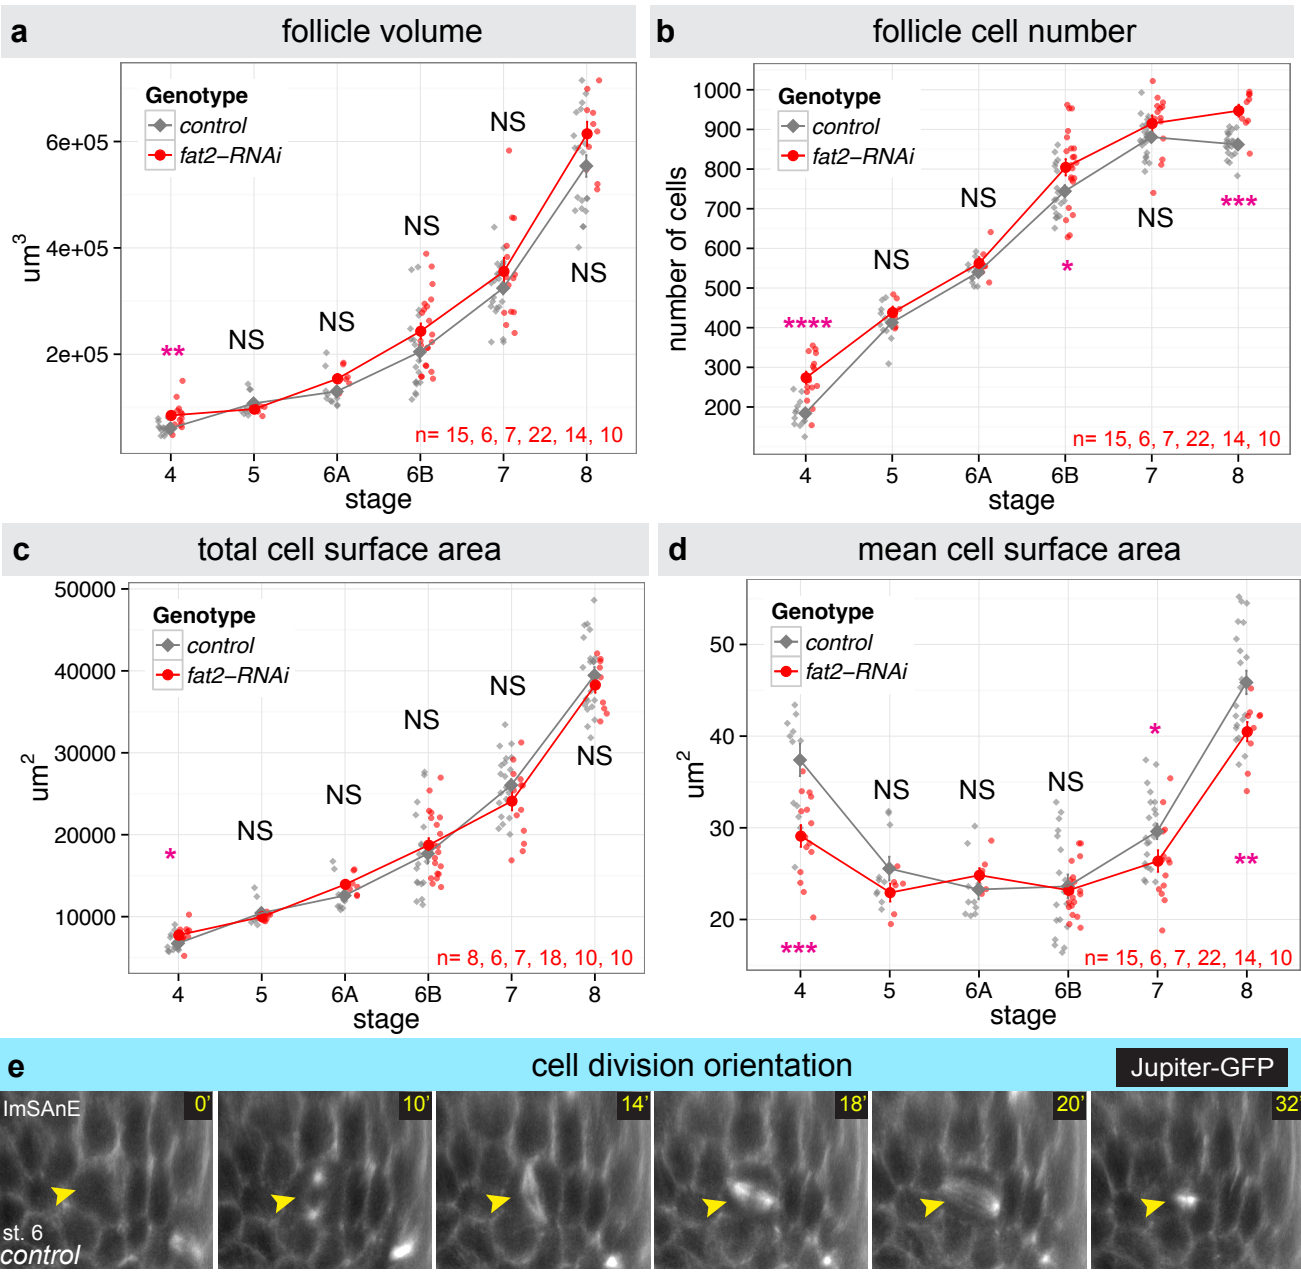 a follicle volume
Genotype
control
fat2−RNAi
um3
6e+05
4e+05
2e+05
**
NS
NS
NS
NS
NS
n= 15, 6, 7, 22, 14, 10
4 5 6A 6B 7 8
stage
b follicle cell number
Genotype
control
fat2−RNAi
number of cells
1000
900
800
700
600
500
400
300
200
****
NS
NS
*
NS
***
n= 15, 6, 7, 22, 14, 10
4 5 6A 6B 7 8
stage
c total cell surface area
Genotype
control
fat2−RNAi
um2
50000
40000
30000
20000
10000
*
NS
NS
NS
NS
NS
n= 8, 6, 7, 18, 10, 10
4 5 6A 6B 7 8
stage
d mean cell surface area
Genotype
control
fat2−RNAi
um2
50
40
30
20
***
NS
NS
NS
*
**
n= 15, 6, 7, 22, 14, 10
4 5 6A 6B 7 8
stage
e cell division orientation
Jupiter-GFP
ImSAnE
0’ 10’ 14’ 18’ 20’ 32’
st. 6
control